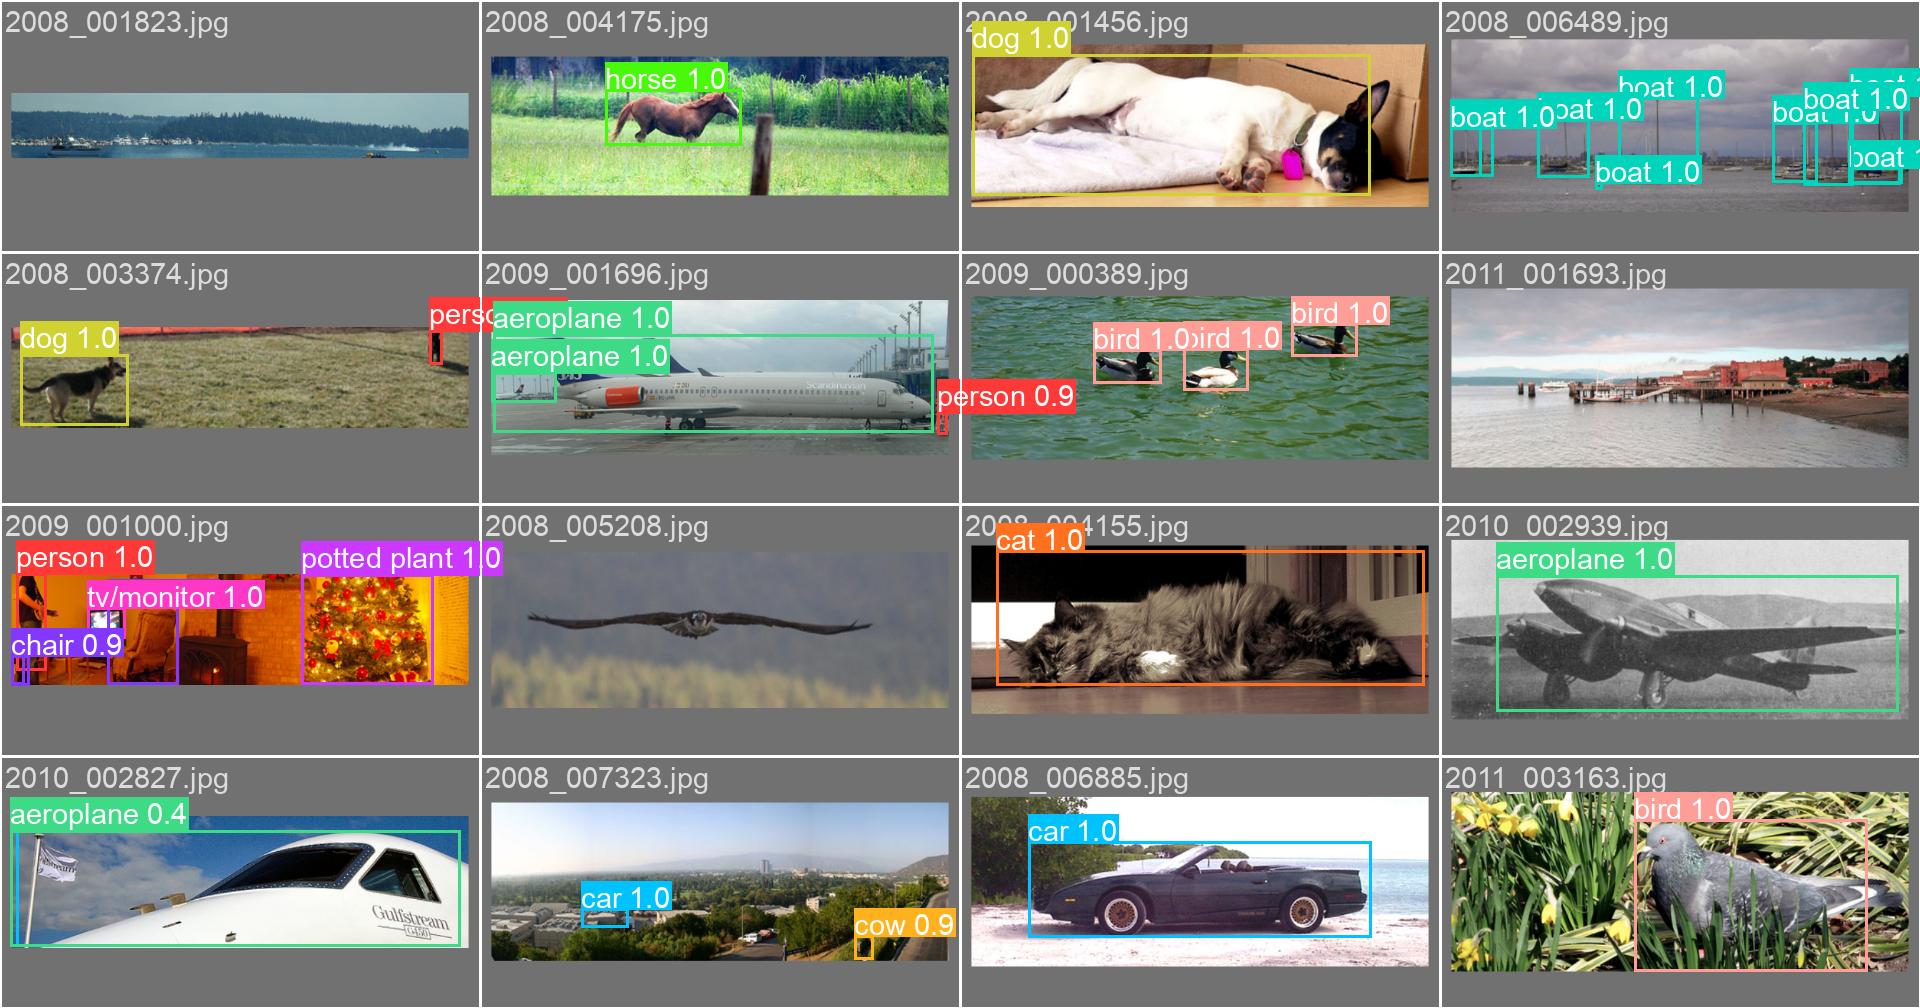 2008_001823.jpg
2008_004175.jpg
horse 1.0
2008_001456.jpg
dog 1.0
2008_006489.jpg
boat 1.0
boat 1.0
boat 1.0
boat 1.0
boat 1.0
boat 1.0
boat 1
boat 1
2008_003374.jpg
dog 1.0
perso
2009_001696.jpg
aeroplane 1.0
aeroplane 1.0
Scandinavian
person 0.9
2009_000389.jpg
bird 1.0
bird 1.0
bird 1.0
2011_001693.jpg
2009_001000.jpg
person 1.0
potted plant 1.0
tv/monitor 1.0
chair 0.9
2008_005208.jpg
2008_004155.jpg
cat 1.0
2010_002939.jpg
aeroplane 1.0
2010_002827.jpg
aeroplane 0.4
Gulfstream
G450
2008_007323.jpg
car 1.0
cow 0.9
2008_006885.jpg
car 1.0
2011_003163.jpg
bird 1.0